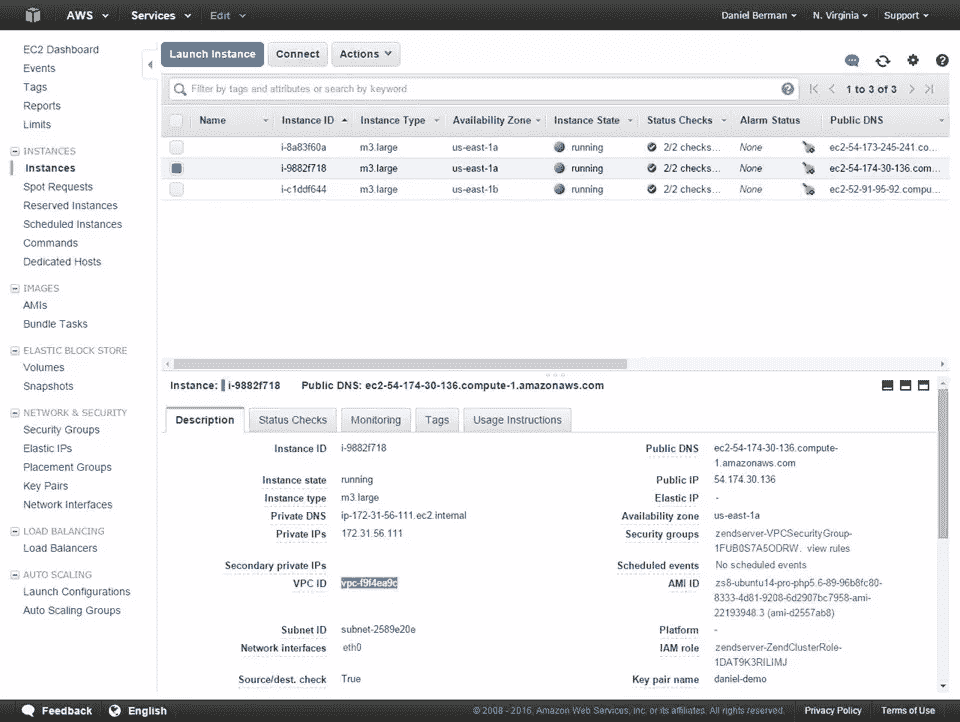 AWS Services Edit Daniel Berman N. Virginia Support
EC2 Dashboard
Events
Tags
Reports
Limits
INSTANCES
Instances
Spot Requests
Reserved Instances
Scheduled Instances
Commands
Dedicated Hosts
IMAGES
AMIs
Bundle Tasks
ELASTIC BLOCK STORE
Volumes
Snapshots
NETWORK & SECURITY
Security Groups
Elastic IPs
Placement Groups
Key Pairs
Network Interfaces
LOAD BALANCING
Load Balancers
AUTO SCALING
Launch Configurations
Auto Scaling Groups
Launch Instance Connect Actions
Filter by tags and attributes or search by keyword 1 to 3 of 3
Name Instance ID Instance Type Availability Zone Instance State Status Checks Alarm Status Public DNS
i-8a83f60a m3.large us-east-1a running 2/2 checks... None ec2-54-173-245-241.co...
i-9882f718 m3.large us-east-1a running 2/2 checks... None ec2-54-174-30-136.com...
i-c1ddf644 m3.large us-east-1b running 2/2 checks... None ec2-52-91-95-92.compu...
Instance: i-9882f718 Public DNS: ec2-54-174-30-136.compute-1.amazonaws.com
Description Status Checks Monitoring Tags Usage Instructions
Instance ID i-9882f718
Instance state running
Instance type m3.large
Private DNS ip-172-31-56-111.ec2.internal
Private IPs 172.31.56.111
Secondary private IPs
VPC ID vpc-f9f4ea9c
Subnet ID subnet-2589e20e
Network interfaces eth0
Source/dest. check True
Public DNS ec2-54-174-30-136.compute-
1.amazonaws.com
Public IP 54.174.30.136
Elastic IP -
Availability zone us-east-1a
Security groups zendserver-VPCSecurityGroup-
1FUB0S7A5ODRW. view rules
Scheduled events No scheduled events
AMI ID zs8-ubuntu14-pro-php5.6-89-96b8fc80-
8333-4d81-9208-6d2907bc7958-ami-
22193948.3 (ami-d2557ab8)
Platform -
IAM role zendserver-ZendClusterRole-
1DAT9K3RILIMJ
Key pair name daniel-demo
Feedback English © 2008 - 2016, Amazon Web Services, Inc. or its affiliates. All rights reserved. Privacy Policy Terms of Use